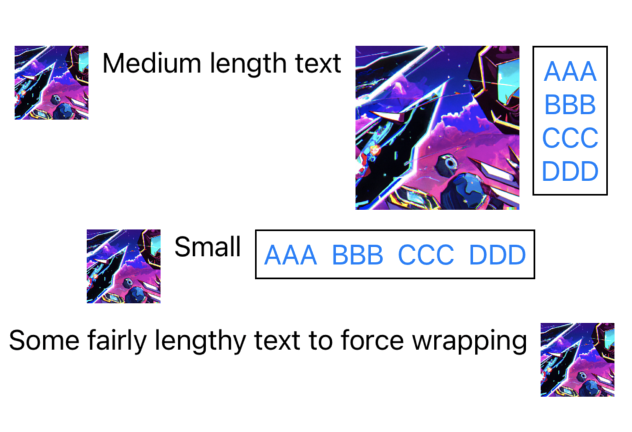 Medium length text
AAA
BBB
CCC
DDD
Small
AAA BBB CCC DDD
Some fairly lengthy text to force wrapping